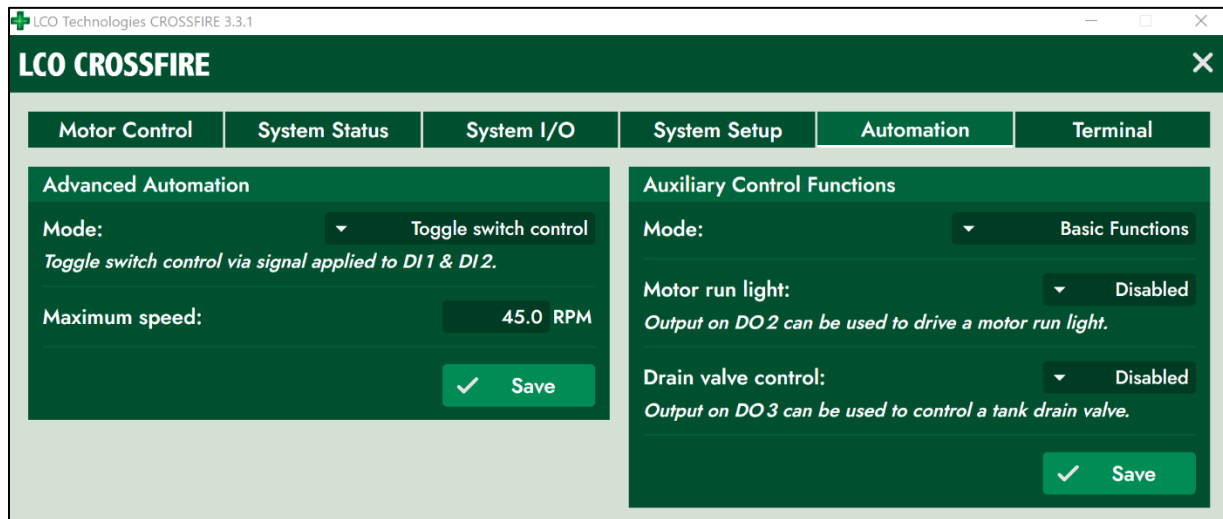 LCO Technologies CROSSFIRE 3.3.1
LCO CROSSFIRE
Motor Control
System Status
System I/O
System Setup
Automation
Terminal
Advanced Automation
Mode:
Toggle switch control
Toggle switch control via signal applied to DI 1 & DI 2.
Maximum speed:
45.0 RPM
Save
Auxiliary Control Functions
Mode:
Basic Functions
Motor run light:
Disabled
Output on DO 2 can be used to drive a motor run light.
Drain valve control:
Disabled
Output on DO 3 can be used to control a tank drain valve.
Save